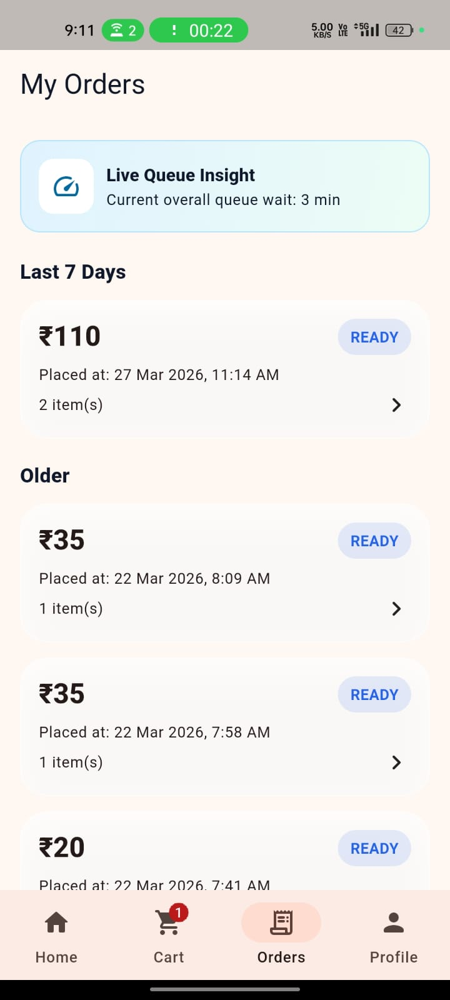 9:11 2 ! 00:22 5.00 KB/S Vo LTE 5G 42
My Orders
Live Queue Insight
Current overall queue wait: 3 min
Last 7 Days
₹110 READY
Placed at: 27 Mar 2026, 11:14 AM
2 item(s)
Older
₹35 READY
Placed at: 22 Mar 2026, 8:09 AM
1 item(s)
₹35 READY
Placed at: 22 Mar 2026, 7:58 AM
1 item(s)
₹20 READY
Placed at: 22 Mar 2026, 7:41 AM
1
Home Cart Orders Profile